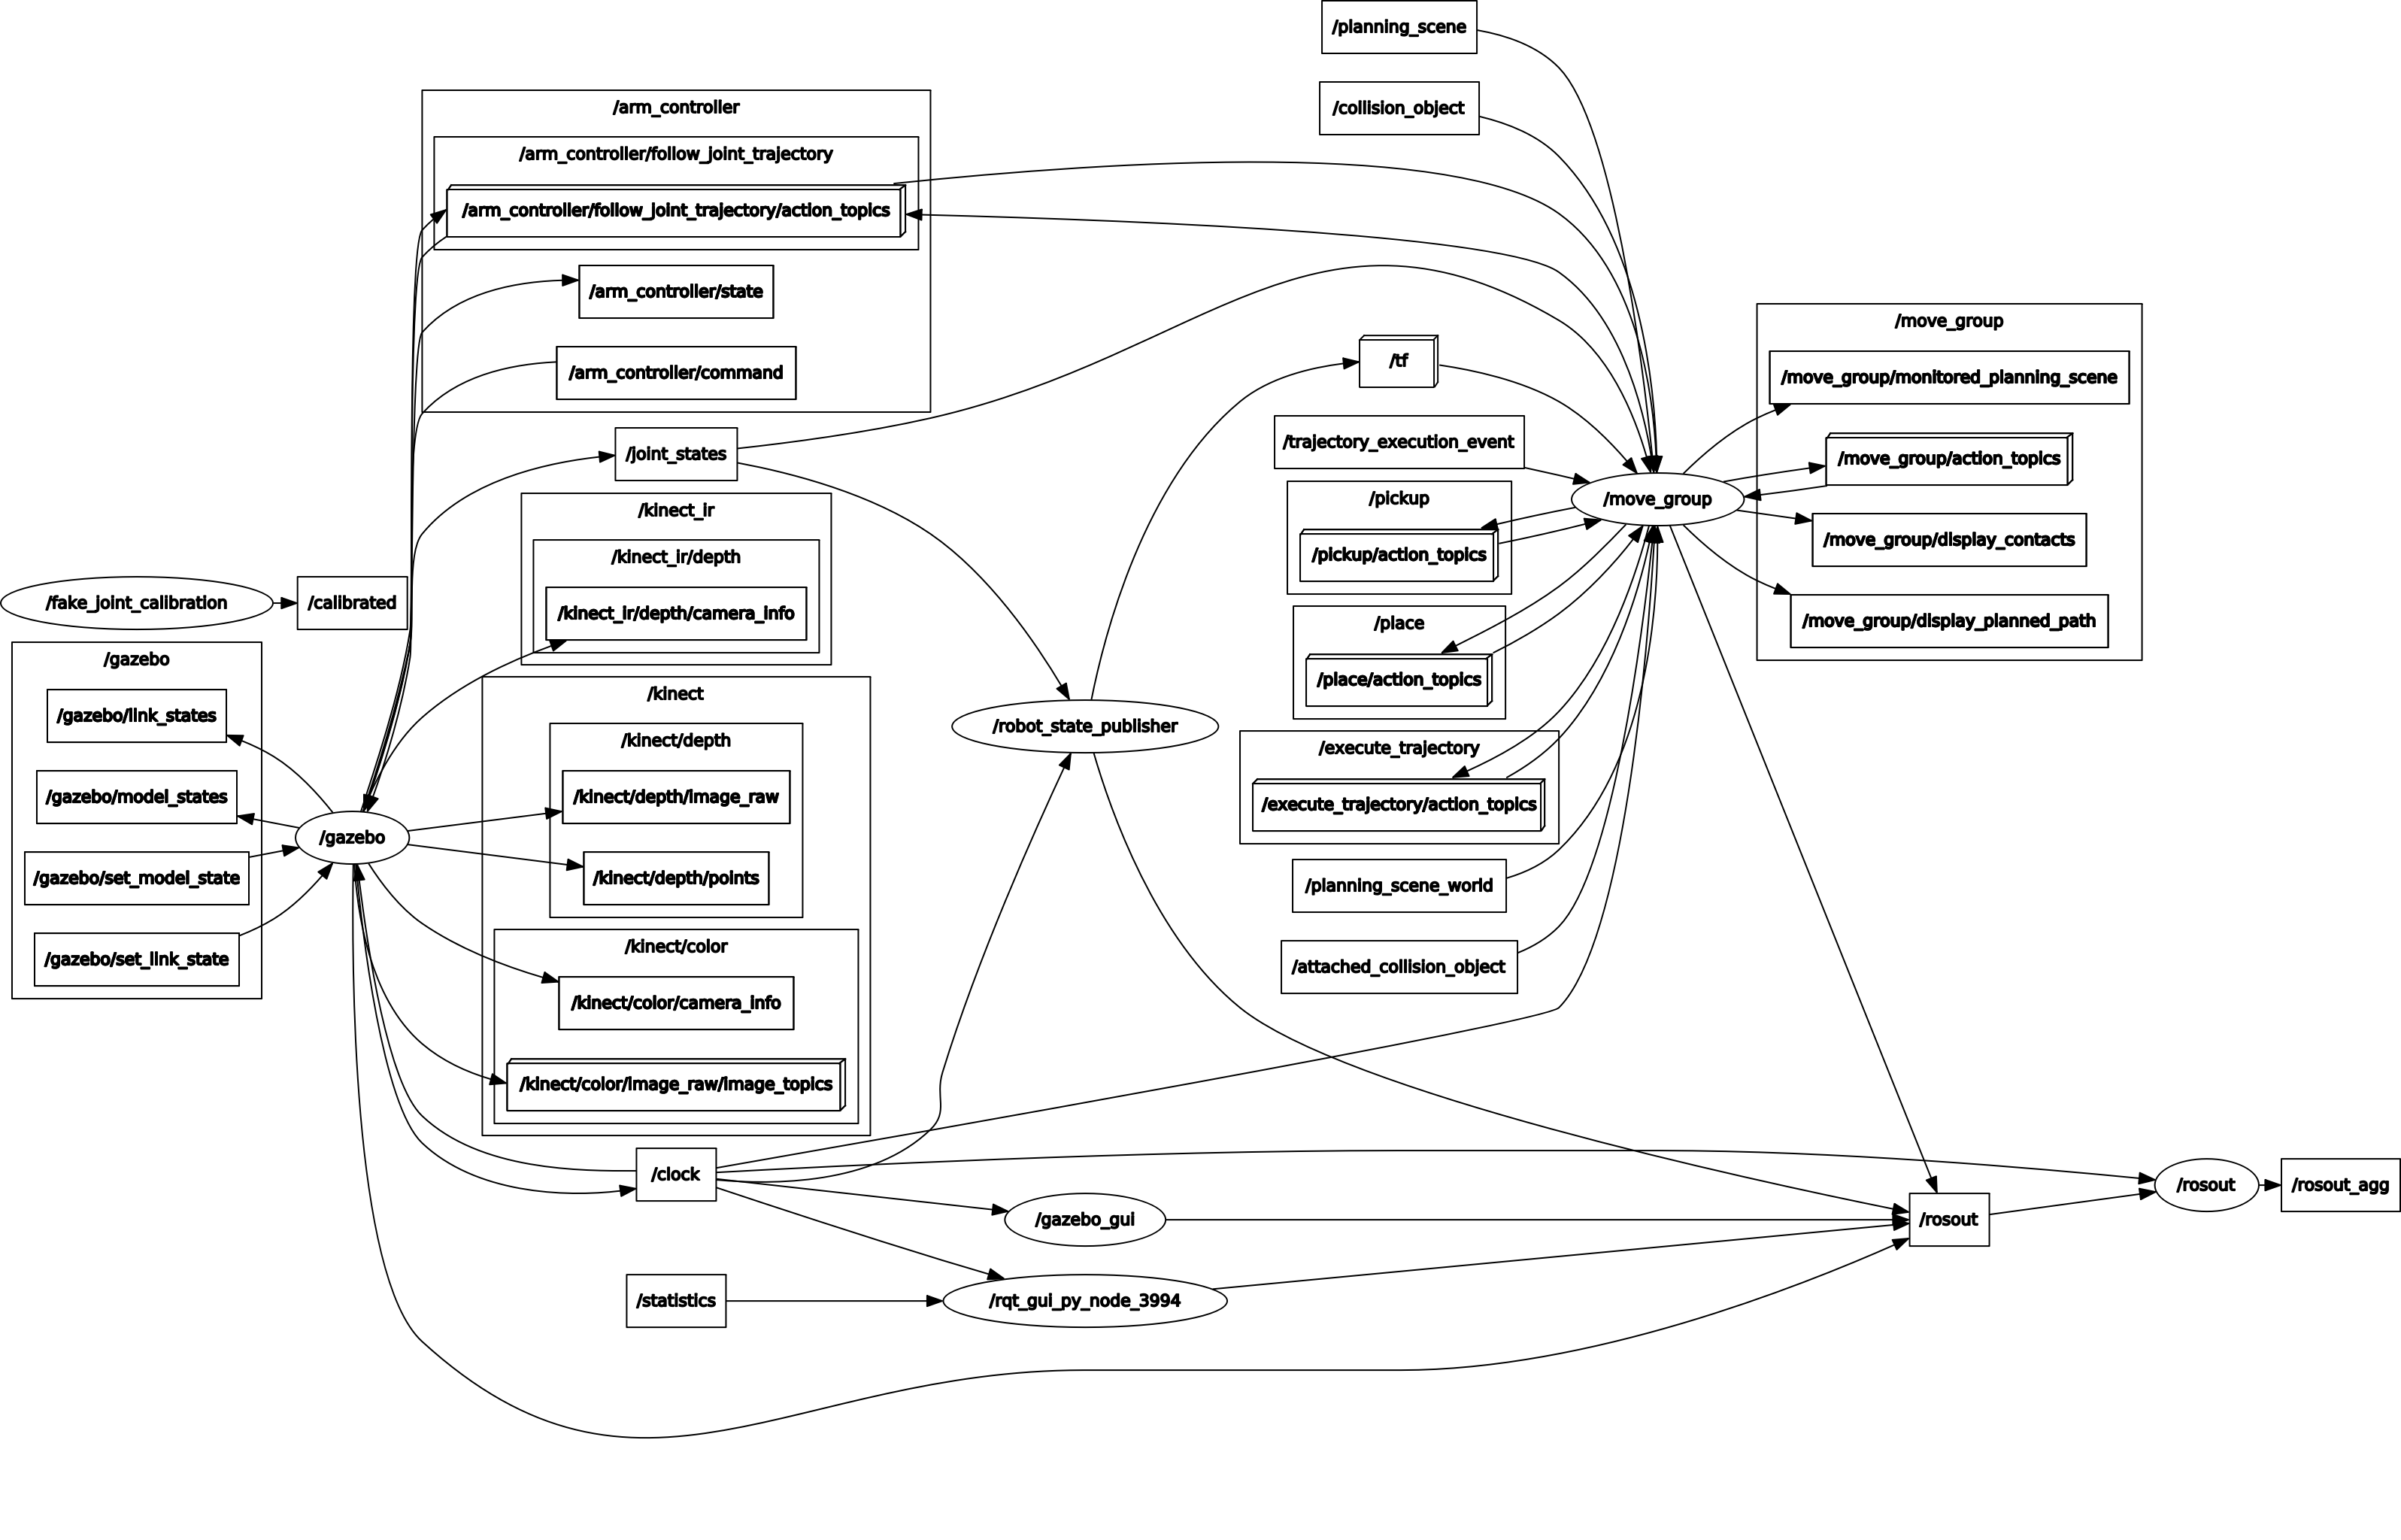 /planning_scene
/collision_object
/arm_controller
/arm_controller/follow_joint_trajectory
/arm_controller/follow_joint_trajectory/action_topics
/arm_controller/state
/arm_controller/command
/joint_states
/kinect_ir
/kinect_ir/depth
/kinect_ir/depth/camera_info
/fake_joint_calibration
/calibrated
/gazebo
/gazebo/link_states
/gazebo/model_states
/gazebo/set_model_state
/gazebo/set_link_state
/gazebo
/kinect
/kinect/depth
/kinect/depth/image_raw
/kinect/depth/points
/kinect/color
/kinect/color/camera_info
/kinect/color/image_raw/image_topics
/clock
/statistics
/robot_state_publisher
/gazebo_gui
/rqt_gui_py_node_3994
/tf
/trajectory_execution_event
/pickup
/pickup/action_topics
/place
/place/action_topics
/execute_trajectory
/execute_trajectory/action_topics
/planning_scene_world
/attached_collision_object
/move_group
/move_group
/move_group/monitored_planning_scene
/move_group/action_topics
/move_group/display_contacts
/move_group/display_planned_path
/rosout
/rosout
/rosout_agg